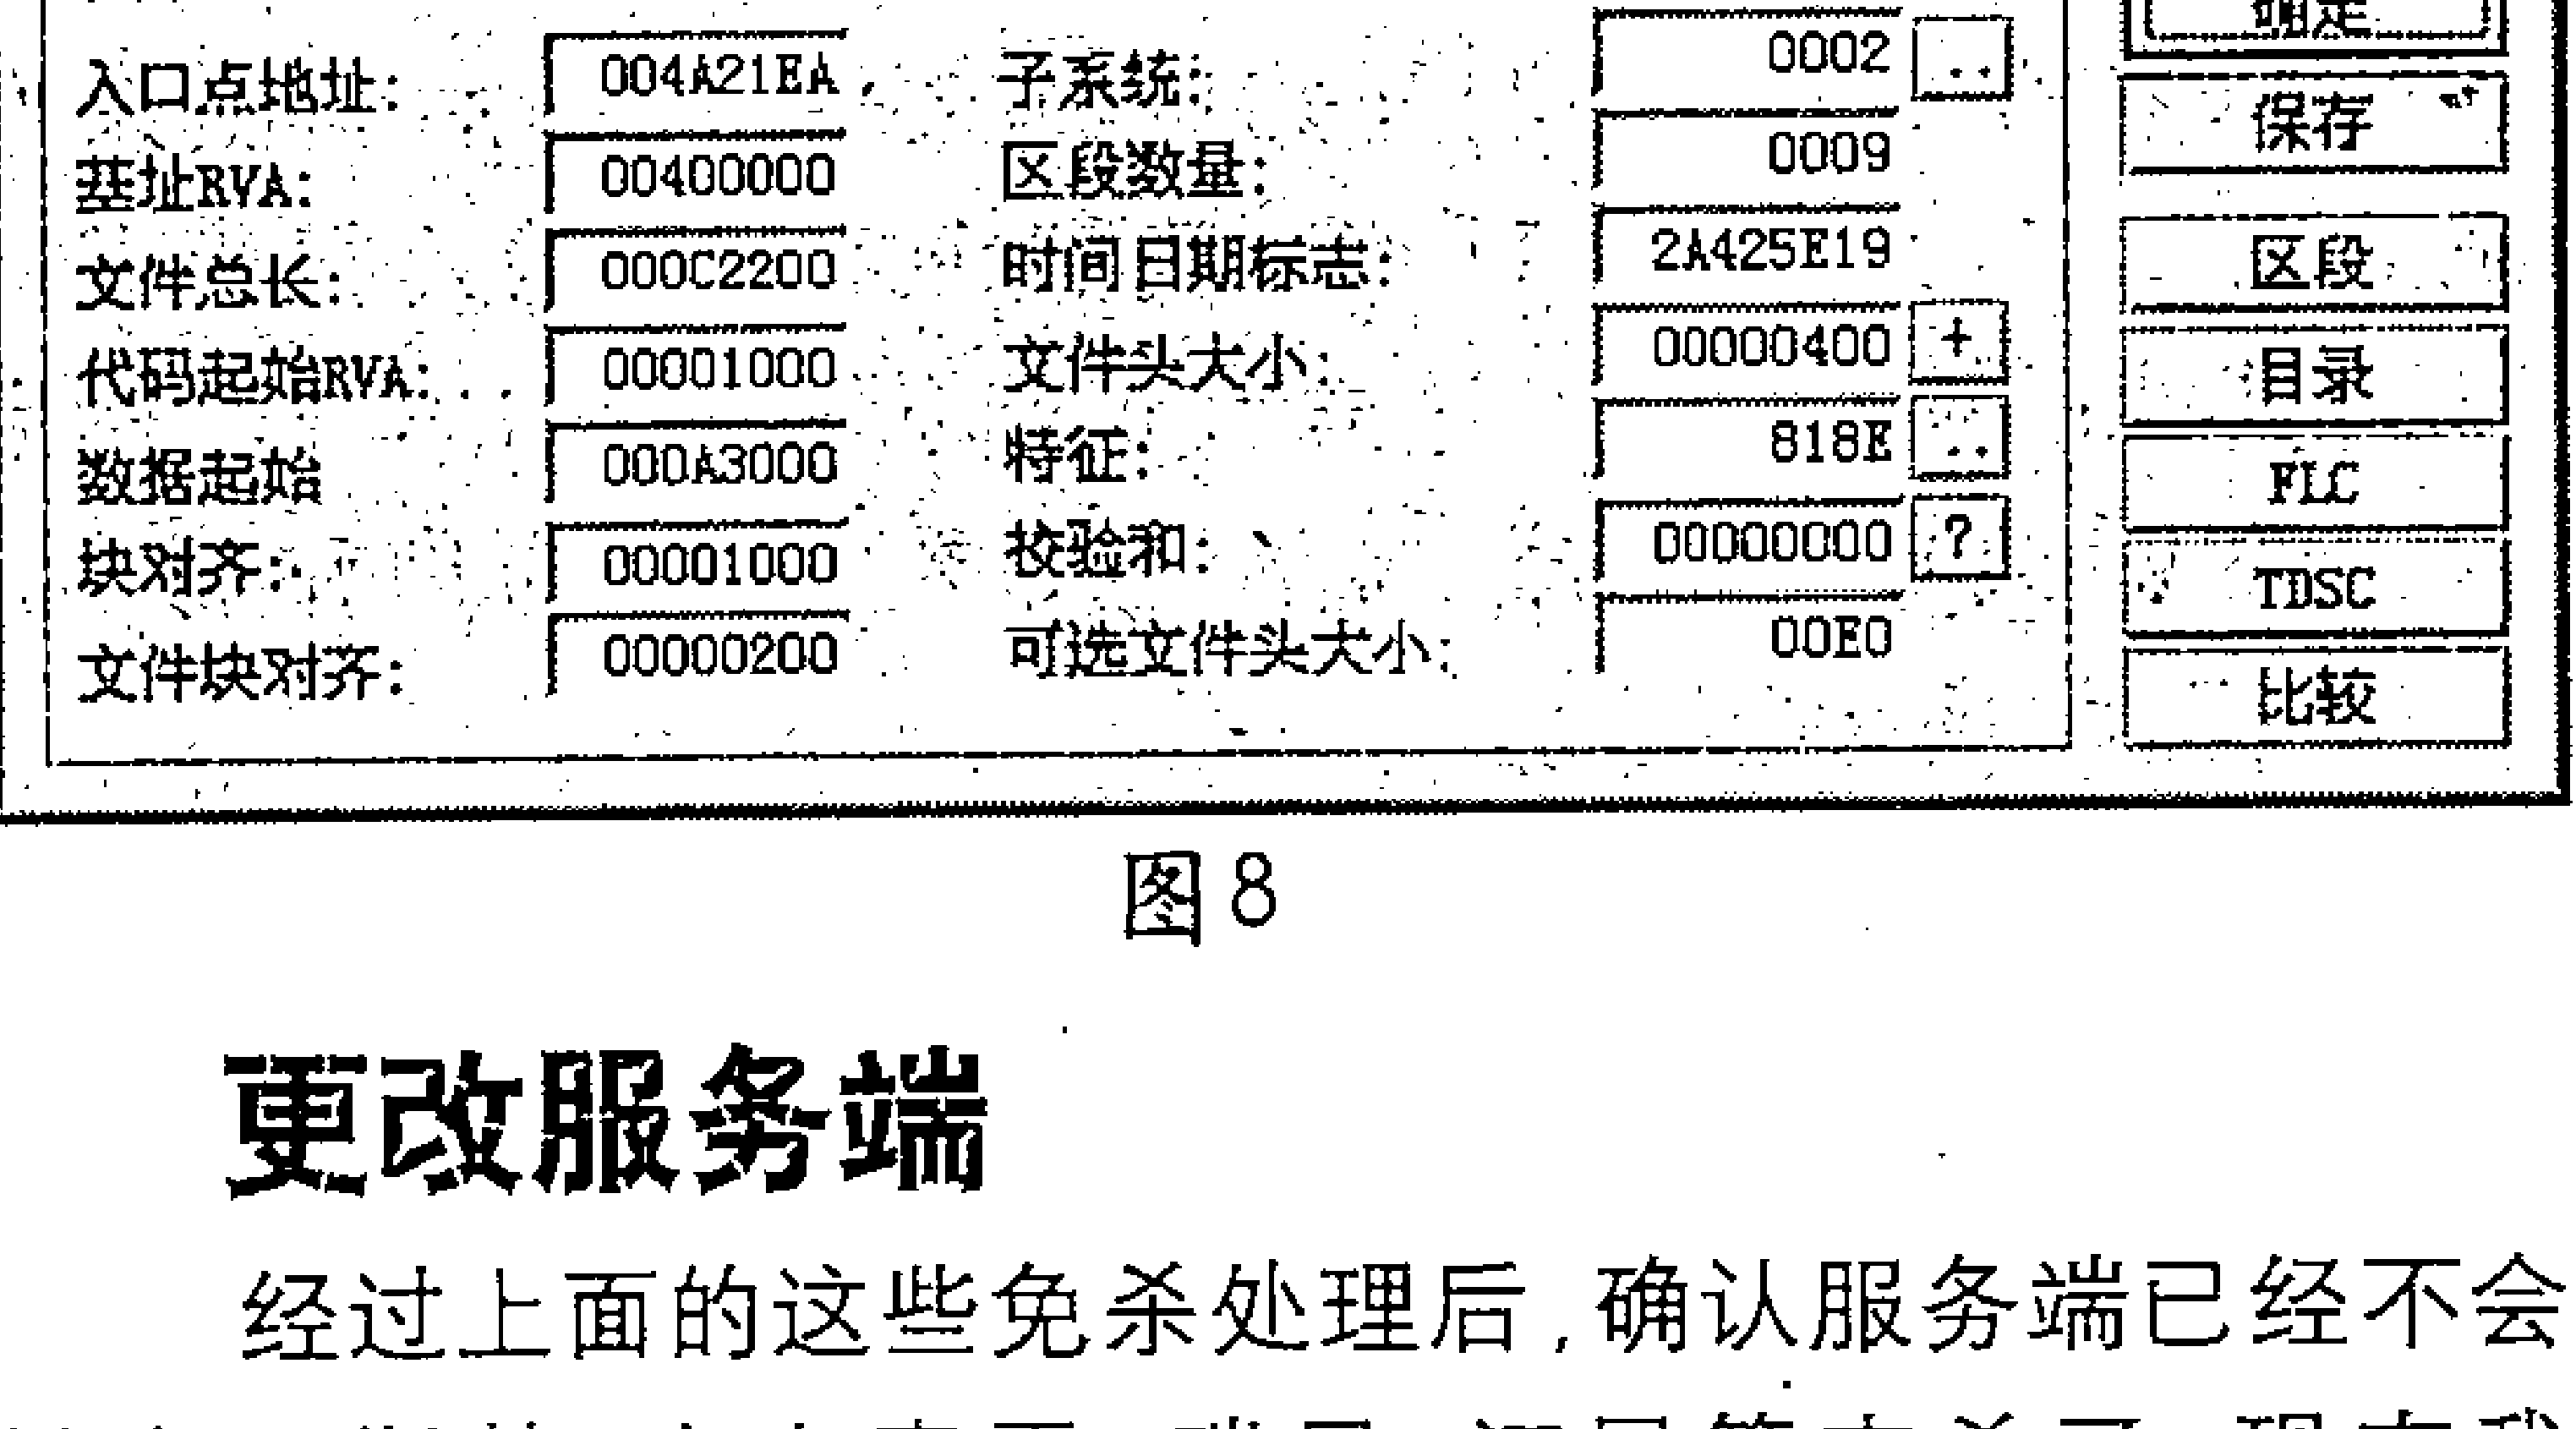 确定
入口点地址: 004A21EA 子系统: 0002 ..
保存
基址RVA: 00400000 区段数量: 0009
文件总长: 000C2200 时间日期标志: 2A425E19
区段
代码起始RVA: 00001000 文件头大小: 00000400 +
目录
数据起始 000A3000 特征: 818E ..
FLC
块对齐: 00001000 校验和: 00000000 ?
TDSC
文件块对齐: 00000200 可选文件头大小: 00E0
比较
图8
更改服务端
经过上面的这些免杀处理后,确认服务端已经不会